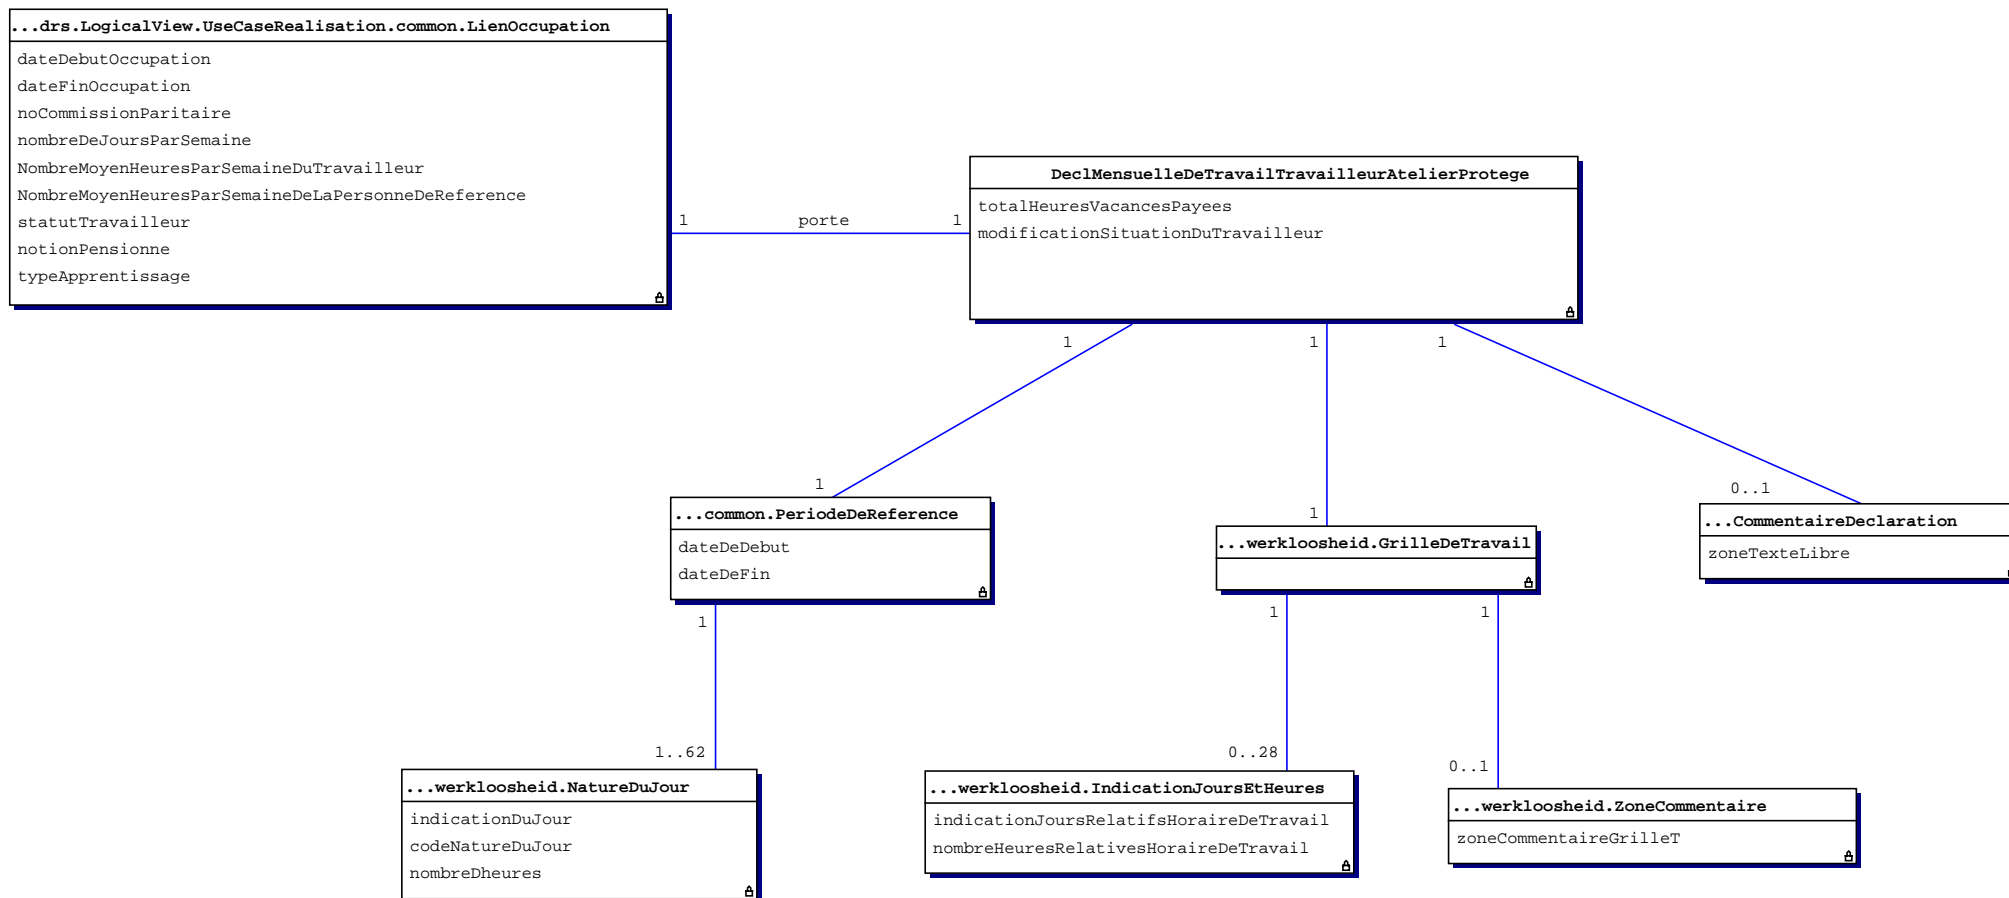 ...drs.LogicalView.UseCaseRealisation.common.LienOccupation
dateDebutOccupation
dateFinOccupation
noCommissionParitaire
nombreDeJoursParSemaine
NombreMoyenHeuresParSemaineDuTravailleur
NombreMoyenHeuresParSemaineDeLaPersonneDeReference
statutTravailleur
notionPensionne
typeApprentissage
1
porte
1
DeclMensuelleDeTravailTravailleurAtelierProtege
totalHeuresVacancesPayees
modificationSituationDuTravailleur
1
1
1
1
1
0..1
...common.PeriodeDeReference
dateDeDebut
dateDeFin
...werkloosheid.GrilleDeTravail
...CommentaireDeclaration
zoneTexteLibre
1
1
1
1..62
0..28
0..1
...werkloosheid.NatureDuJour
indicationDuJour
codeNatureDuJour
nombreDheures
...werkloosheid.IndicationJoursEtHeures
indicationJoursRelatifsHoraireDeTravail
nombreHeuresRelativesHoraireDeTravail
...werkloosheid.ZoneCommentaire
zoneCommentaireGrilleT